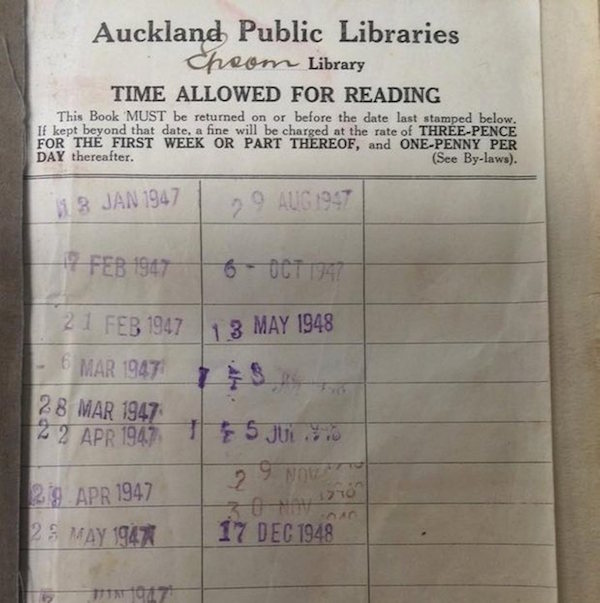 Auckland Public Libraries
Epsom Library
TIME ALLOWED FOR READING
This Book MUST be returned on or before the date last stamped below.
If kept beyond that date, a fine will be charged at the rate of THREE-PENCE
FOR THE FIRST WEEK OR PART THEREOF, and ONE-PENNY PER
DAY thereafter. (See By-laws).
JAN 1947
29 AUG 1947
FEB 1947
6 - OCT 1947
21 FEB 1947
13 MAY 1948
- 6 MAR 1947
28 MAR 1947
22 APR 1947
5 JUL
29 NOV
29 APR 1947
30 NOV
MAY 1947
17 DEC 1948
JUN 1947